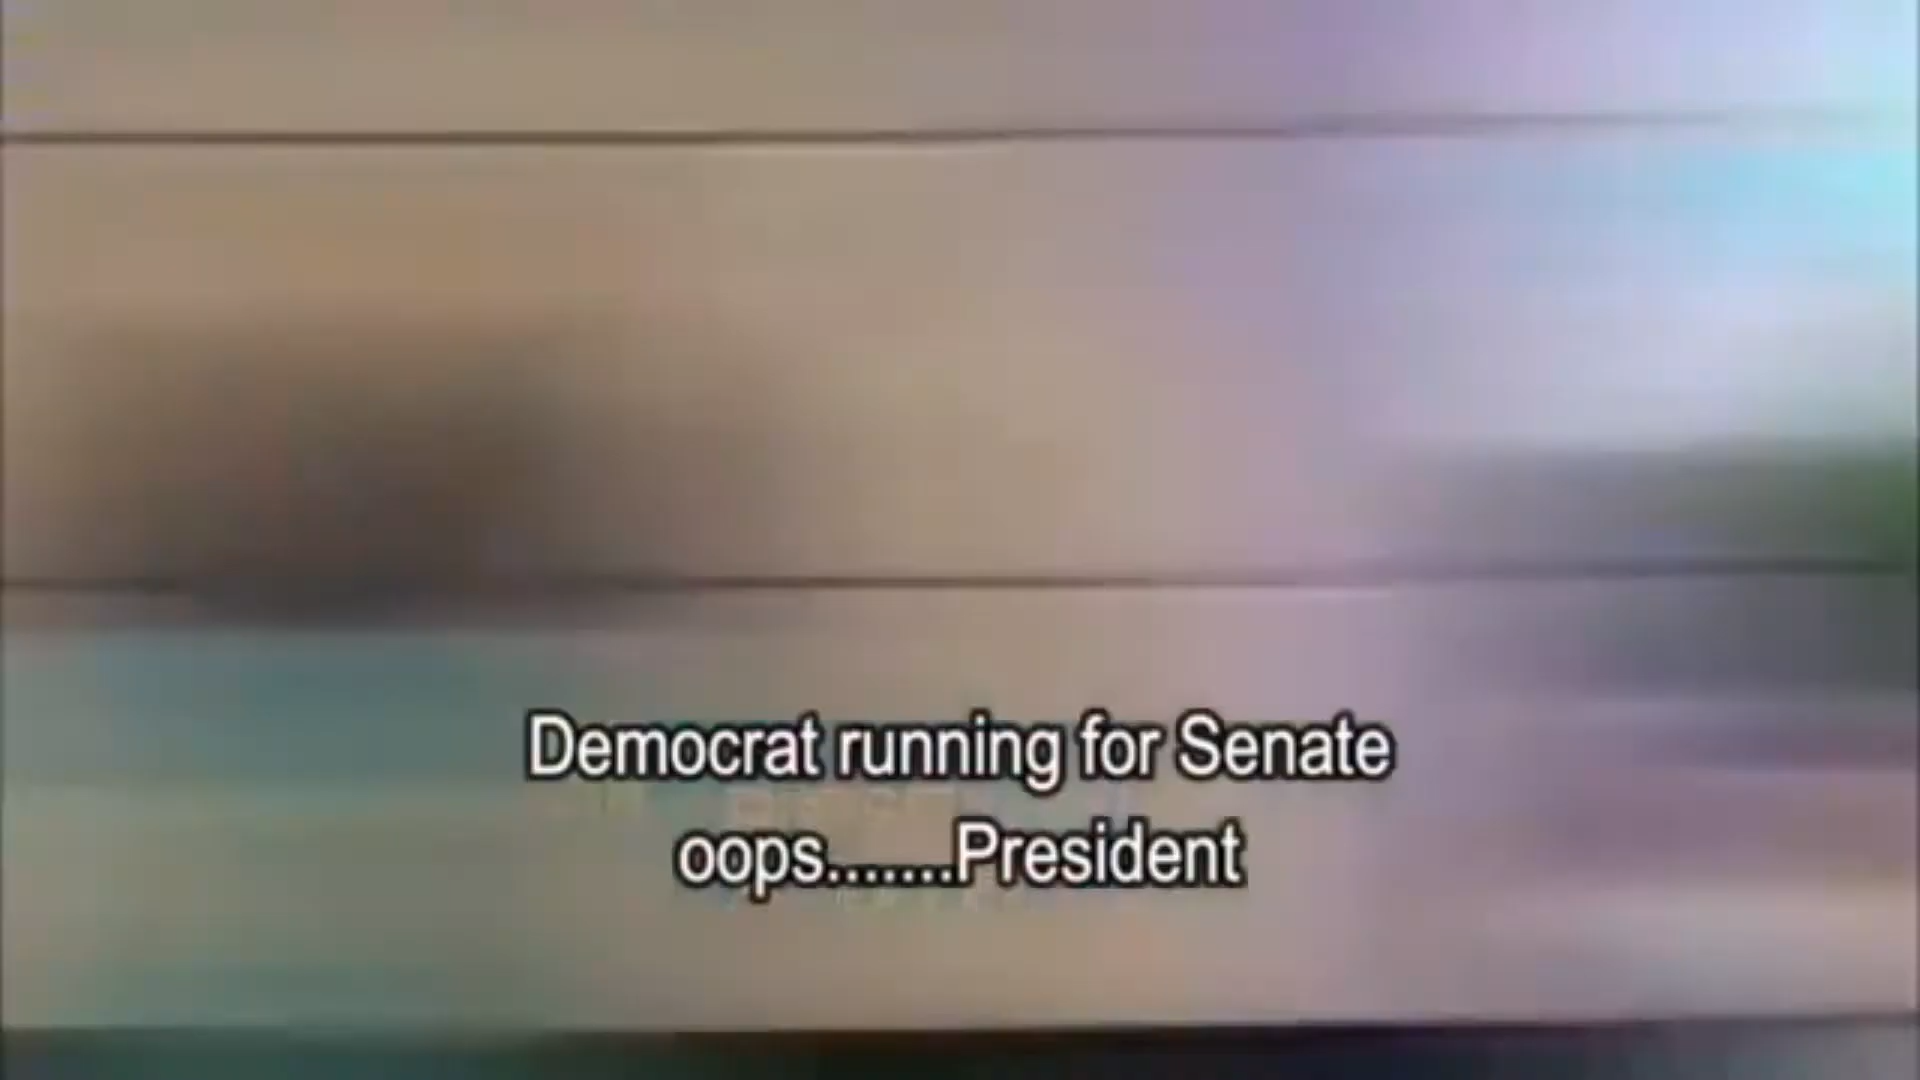 Democrat running for Senate
oops.......President